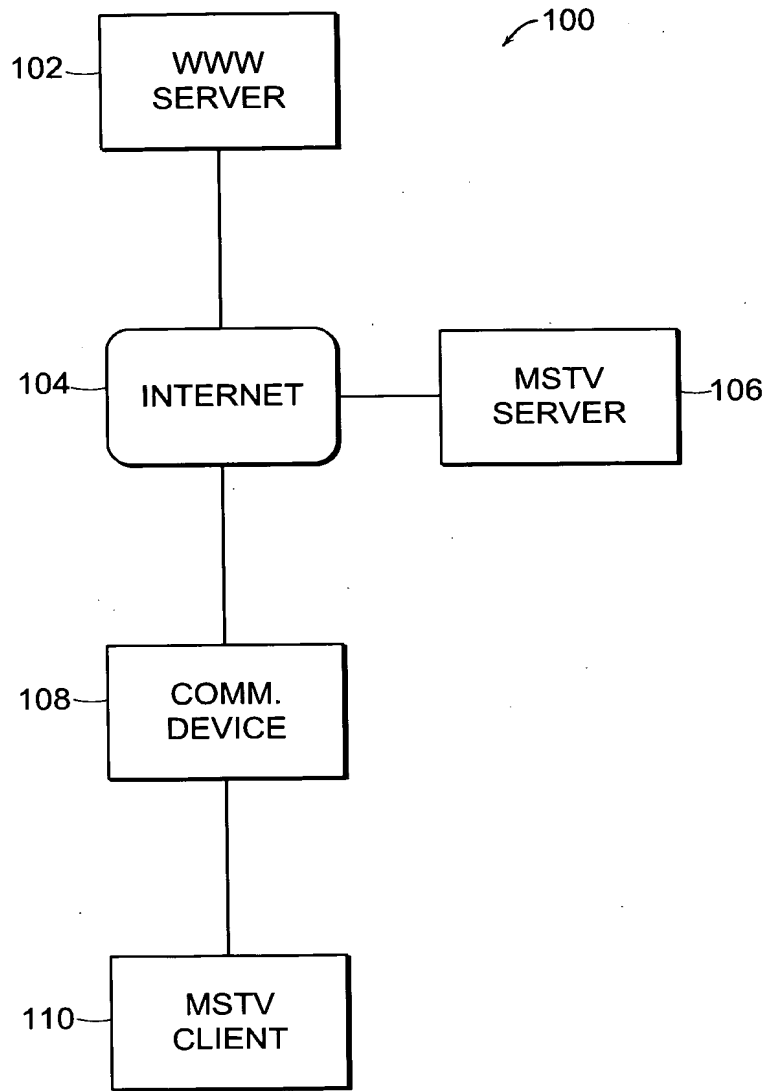 100
102
WWW
SERVER
104
INTERNET
MSTV
SERVER
106
108
COMM.
DEVICE
110
MSTV
CLIENT